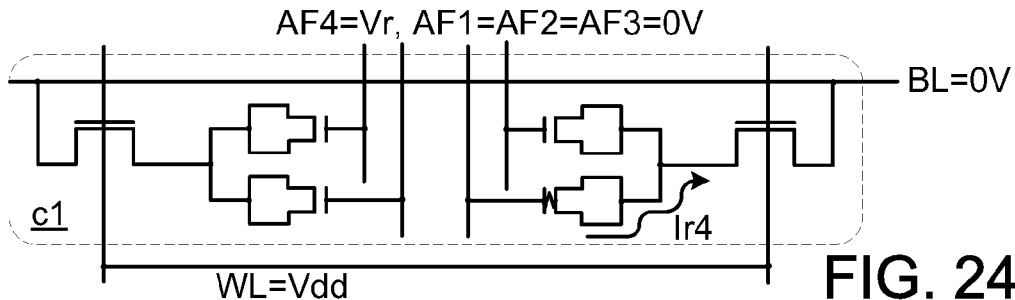 AF4=Vr, AF1=AF2=AF3=0V
BL=0V
c1
Ir4
WL=Vdd
FIG. 24